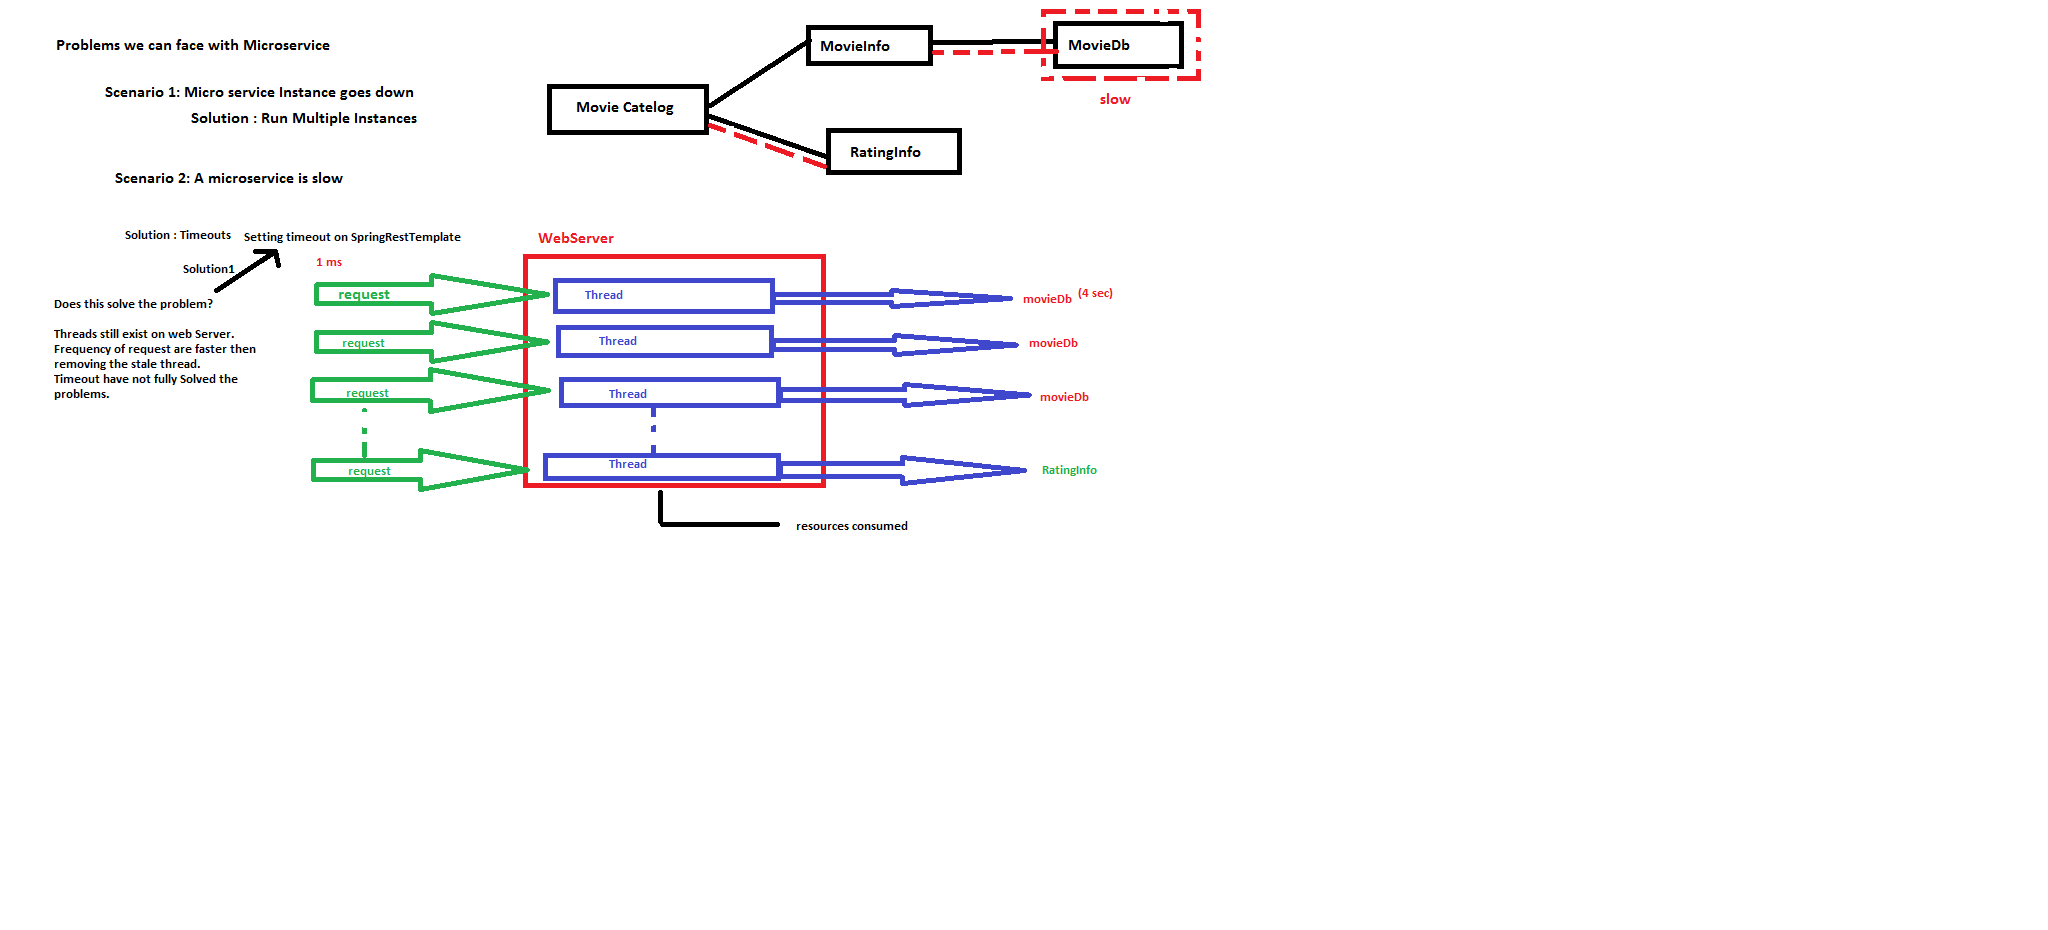 Problems we can face with Microservice
Scenario 1: Micro service Instance goes down
Solution : Run Multiple Instances
Scenario 2: A microservice is slow
MovieInfo
MovieDb
slow
Movie Catelog
RatingInfo
Solution : Timeouts
Setting timeout on SpringRestTemplate
Solution1
1 ms
Does this solve the problem?
Threads still exist on web Server.
Frequency of request are faster then
removing the stale thread.
Timeout have not fully Solved the
problems.
WebServer
request
Thread
movieDb
(4 sec)
request
Thread
movieDb
request
Thread
movieDb
request
Thread
RatingInfo
resources consumed